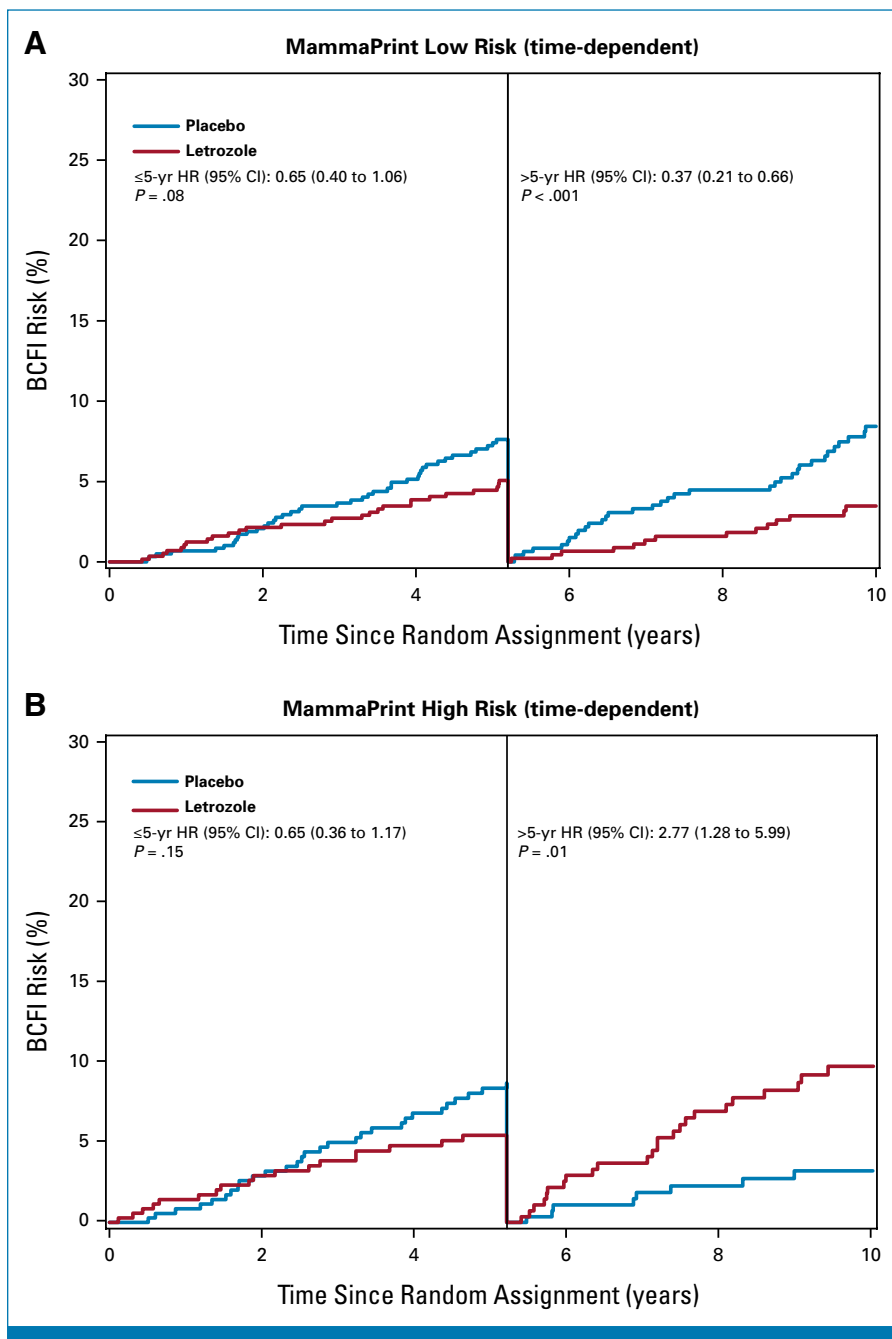 A
MammaPrint Low Risk (time-dependent)
30
25
20
15
10
5
0
BCFI Risk (%)
Placebo
Letrozole
≤5-yr HR (95% CI): 0.65 (0.40 to 1.06)
P = .08
>5-yr HR (95% CI): 0.37 (0.21 to 0.66)
P < .001
0 2 4 6 8 10
Time Since Random Assignment (years)
B
MammaPrint High Risk (time-dependent)
30
25
20
15
10
5
0
BCFI Risk (%)
Placebo
Letrozole
≤5-yr HR (95% CI): 0.65 (0.36 to 1.17)
P = .15
>5-yr HR (95% CI): 2.77 (1.28 to 5.99)
P = .01
0 2 4 6 8 10
Time Since Random Assignment (years)